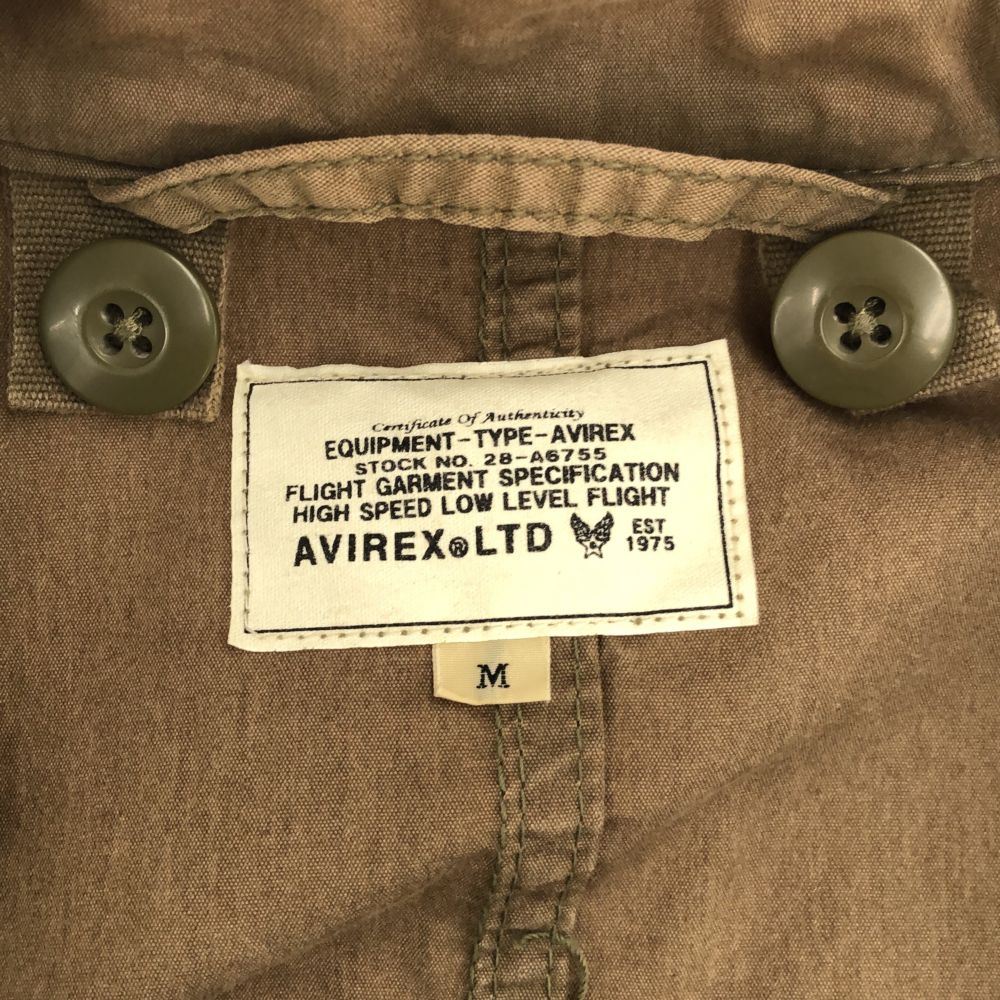 Certificate Of Authenticity
EQUIPMENT-TYPE-AVIREX
STOCK NO. 28-A6755
FLIGHT GARMENT SPECIFICATION
HIGH SPEED LOW LEVEL FLIGHT
AVIREX®LTD EST 1975
M